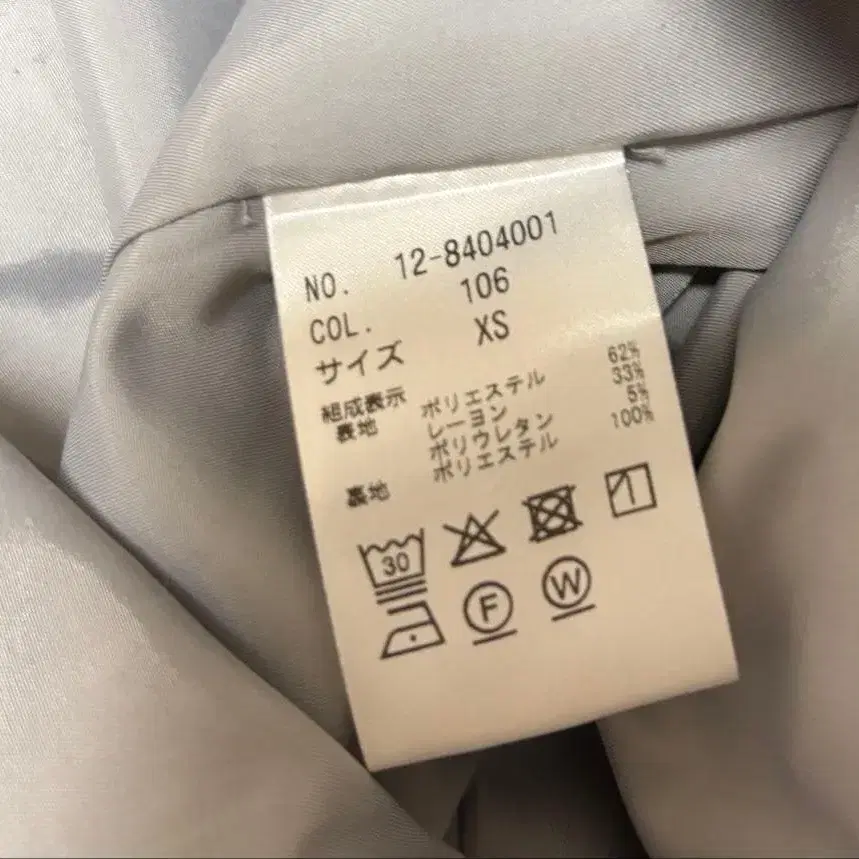 NO. 12-8404001
COL. 106
サイズ XS
組成表示
表地 ポリエステル 62%
レーヨン 33%
ポリウレタン 5%
裏地 ポリエステル 100%
30
F W